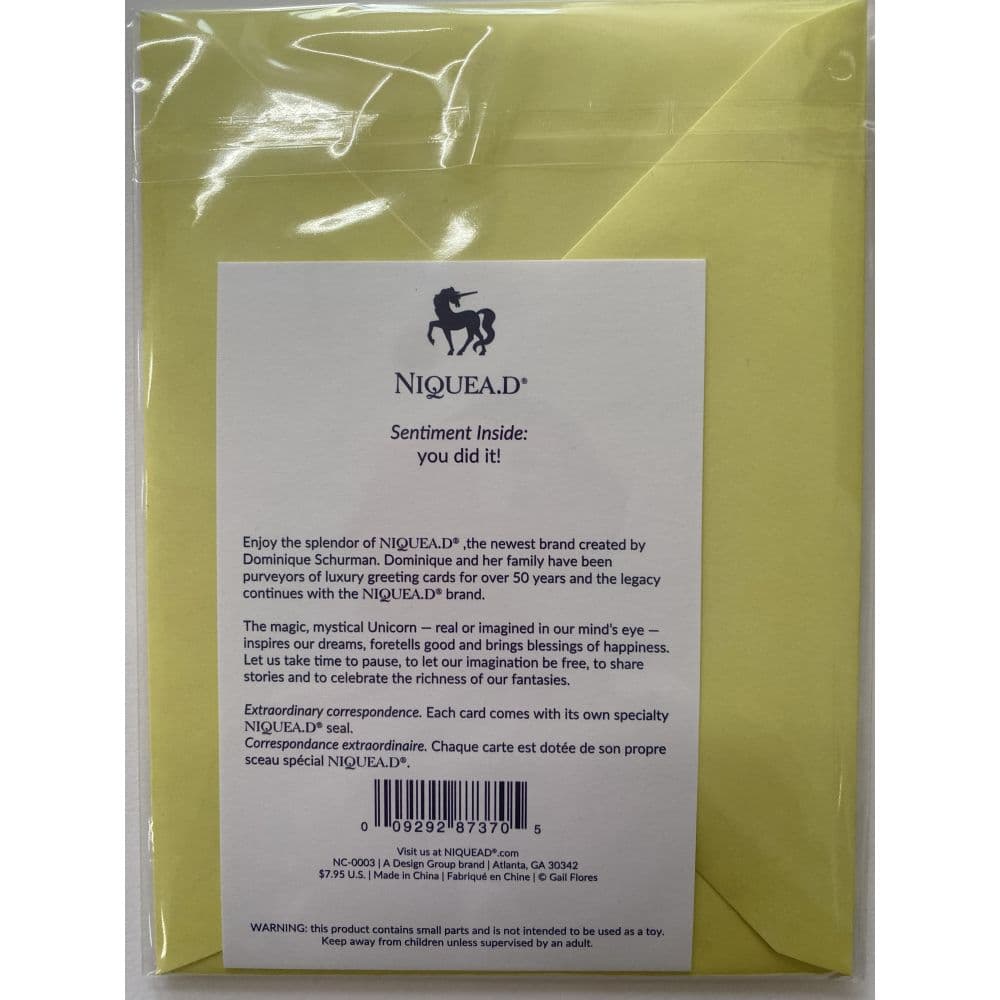 NIQUEA.D®
Sentiment Inside:
you did it!
Enjoy the splendor of NIQUEA.D® ,the newest brand created by
Dominique Schurman. Dominique and her family have been
purveyors of luxury greeting cards for over 50 years and the legacy
continues with the NIQUEA.D® brand.
The magic, mystical Unicorn — real or imagined in our mind's eye —
inspires our dreams, foretells good and brings blessings of happiness.
Let us take time to pause, to let our imagination be free, to share
stories and to celebrate the richness of our fantasies.
Extraordinary correspondence. Each card comes with its own specialty
NIQUEA.D® seal.
Correspondance extraordinaire. Chaque carte est dotée de son propre
sceau spécial NIQUEA.D®.
0 09292 87370 5
Visit us at NIQUEAD®.com
NC-0003 | A Design Group brand | Atlanta, GA 30342
$7.95 U.S. | Made in China | Fabriqué en Chine | © Gail Flores
WARNING: this product contains small parts and is not intended to be used as a toy.
Keep away from children unless supervised by an adult.